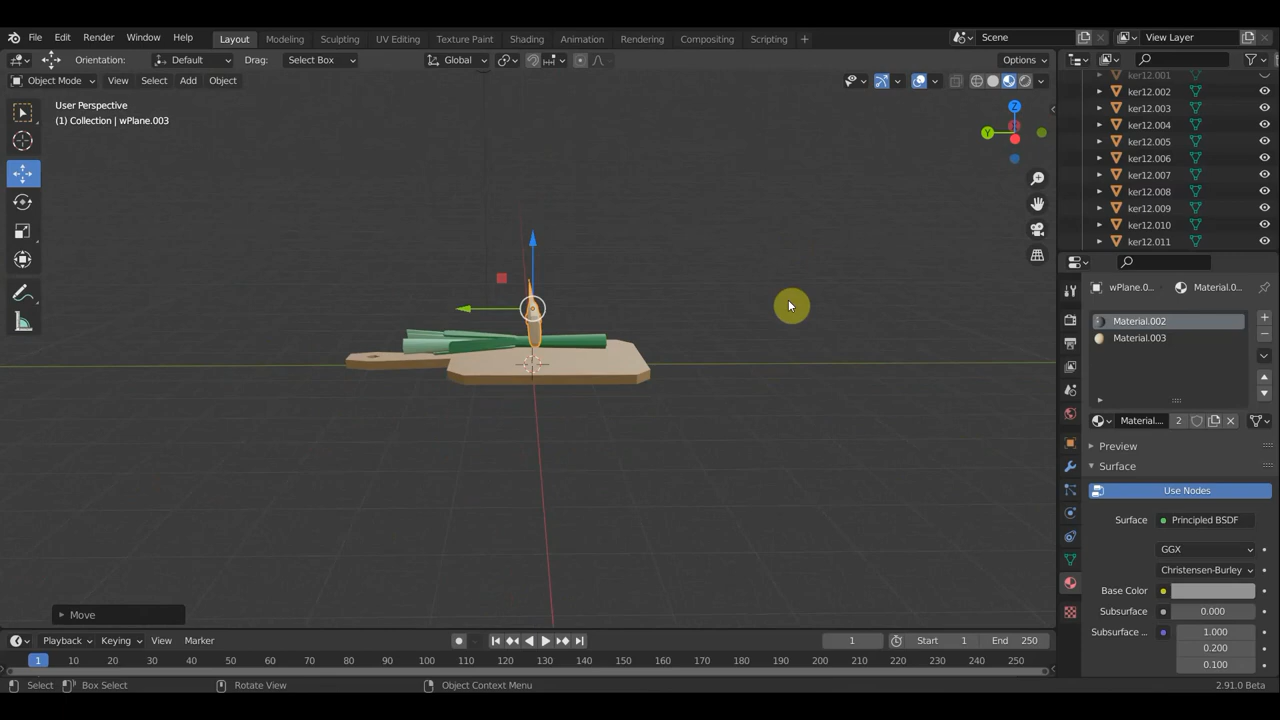 File Edit Render Window Help Layout Modeling Sculpting UV Editing Texture Paint Shading Animation Rendering Compositing Scripting Scene View Layer
Orientation: Default Drag: Select Box Global Options
Object Mode View Select Add Object
User Perspective
(1) Collection | wPlane.003
Z
Y
ker12.001
ker12.002
ker12.003
ker12.004
ker12.005
ker12.006
ker12.007
ker12.008
ker12.009
ker12.010
ker12.011
wPlane.0... Material.0...
Material.002
Material.003
Material.... 2
Preview
Surface
Use Nodes
Surface Principled BSDF
GGX
Christensen-Burley
Base Color
Subsurface 0.000
Subsurface ... 1.000
0.200
0.100
Move
Playback Keying View Marker 1 Start 1 End 250
1 10 20 30 40 50 60 70 80 90 100 110 120 130 140 150 160 170 180 190 200 210 220 230 240 250
Select Box Select Rotate View Object Context Menu 2.91.0 Beta